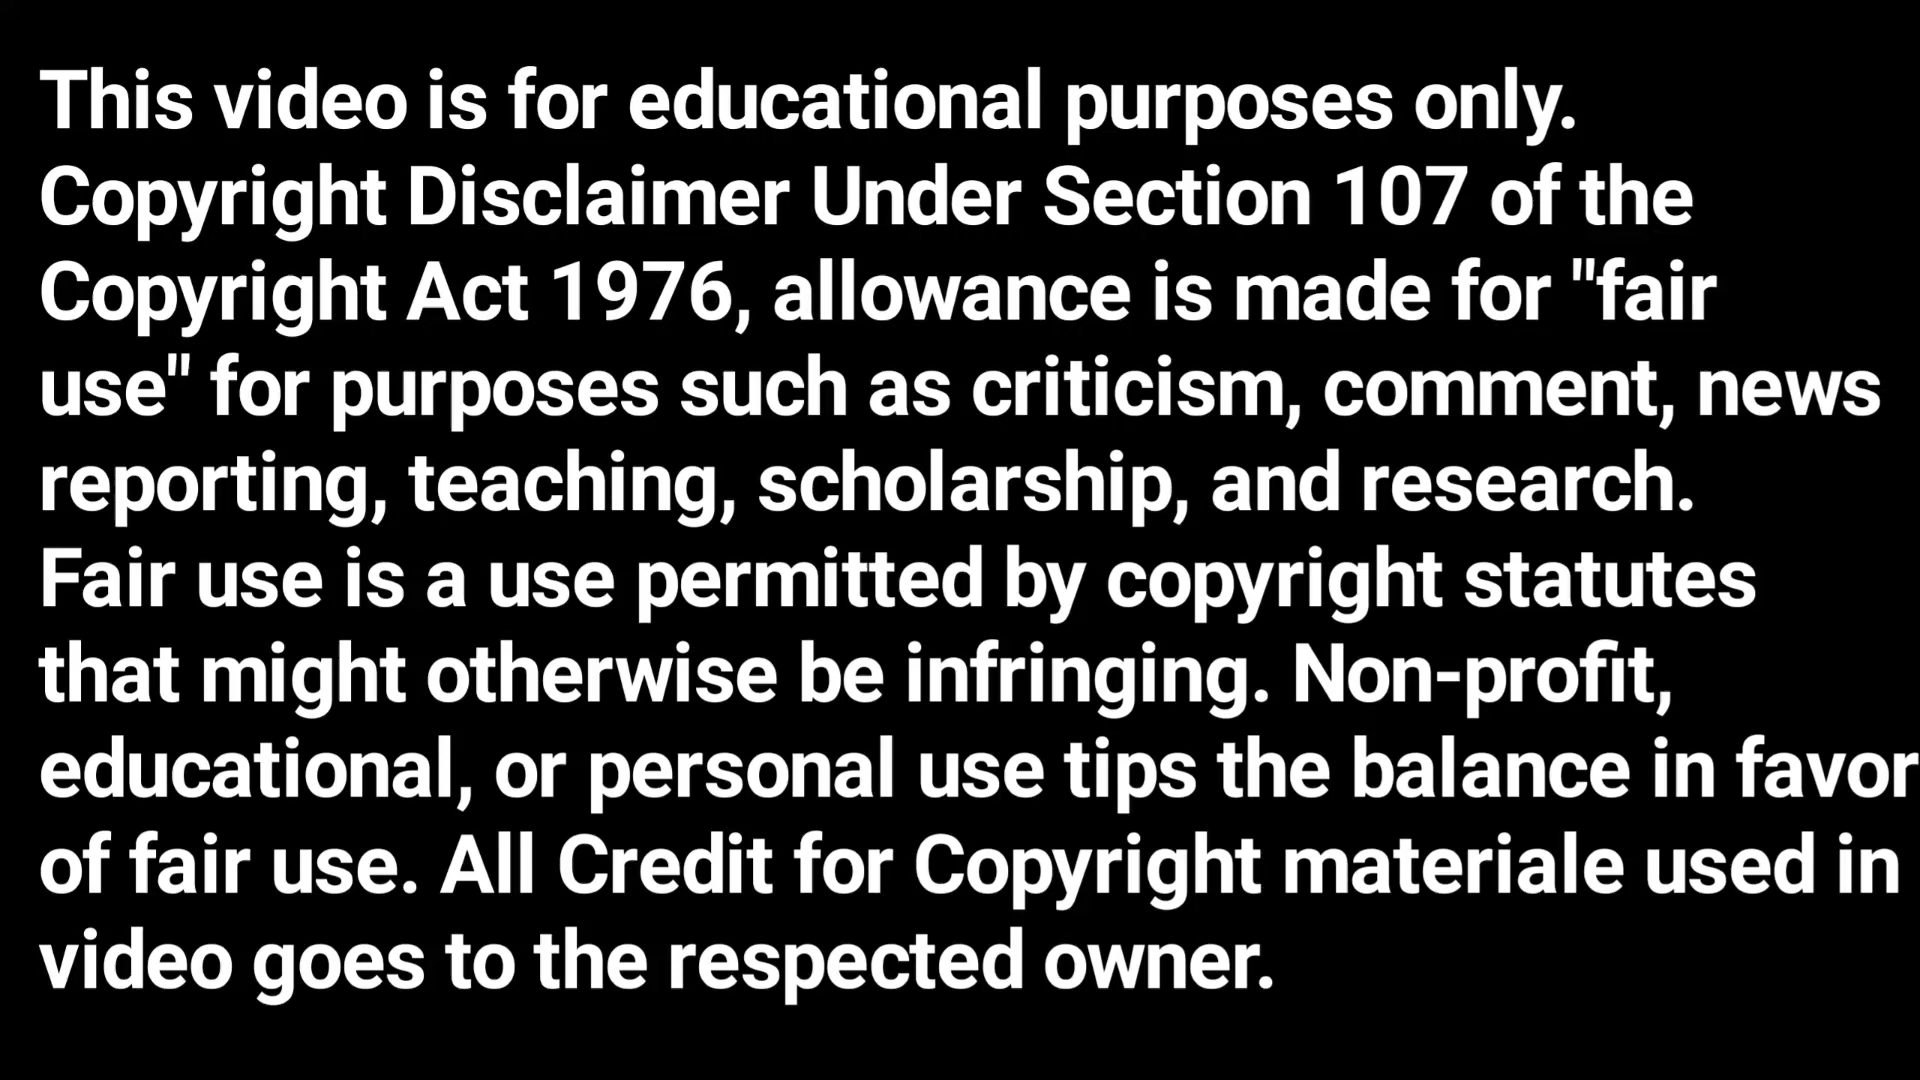 This video is for educational purposes only.
Copyright Disclaimer Under Section 107 of the
Copyright Act 1976, allowance is made for "fair
use" for purposes such as criticism, comment, news
reporting, teaching, scholarship, and research.
Fair use is a use permitted by copyright statutes
that might otherwise be infringing. Non-profit,
educational, or personal use tips the balance in favor
of fair use. All Credit for Copyright materiale used in
video goes to the respected owner.